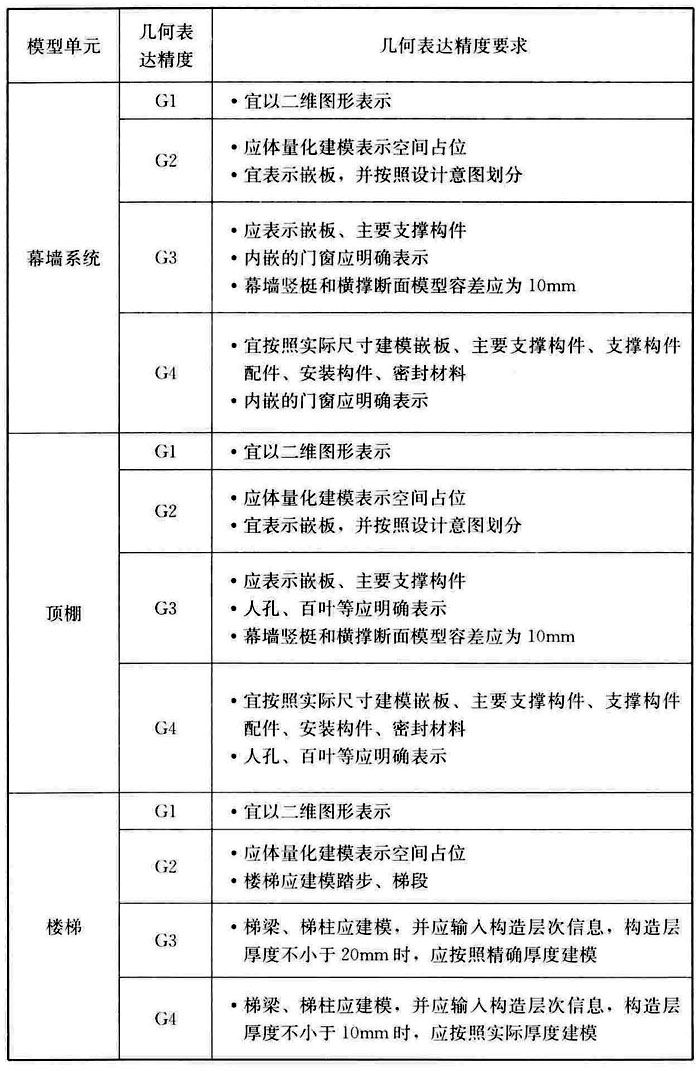 模型单元
几何表
达精度
几何表达精度要求
幕墙系统
G1
•宜以二维图形表示
G2
•应体量化建模表示空间占位
•宜表示嵌板，并按照设计意图划分
G3
•应表示嵌板、主要支撑构件
•内嵌的门窗应明确表示
•幕墙竖梃和横撑断面模型容差应为10mm
G4
•宜按照实际尺寸建模嵌板、主要支撑构件、支撑构件
配件、安装构件、密封材料
•内嵌的门窗应明确表示
顶棚
G1
•宜以二维图形表示
G2
•应体量化建模表示空间占位
•宜表示嵌板，并按照设计意图划分
G3
•应表示嵌板、主要支撑构件
•人孔、百叶等应明确表示
•幕墙竖梃和横撑断面模型容差应为10mm
G4
•宜按照实际尺寸建模嵌板、主要支撑构件、支撑构件
配件、安装构件、密封材料
•人孔、百叶等应明确表示
楼梯
G1
•宜以二维图形表示
G2
•应体量化建模表示空间占位
•楼梯应建模踏步、梯段
G3
•梯梁、梯柱应建模，并应输入构造层次信息，构造层
厚度不小于20mm时，应按照精确厚度建模
G4
•梯梁、梯柱应建模，并应输入构造层次信息，构造层
厚度不小于10mm时，应按照实际厚度建模